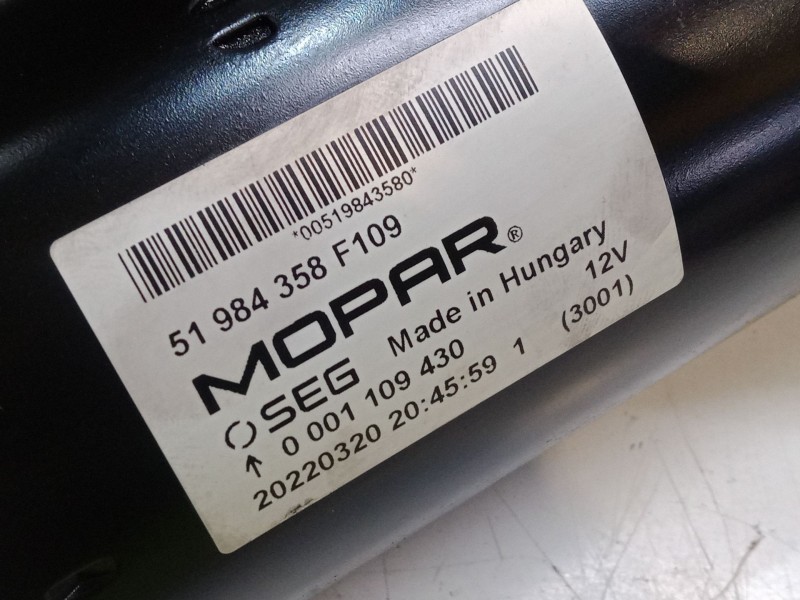 *00519843580*
51 984 358 F109
MOPAR®
SEG Made in Hungary
0 001 109 430 12V
20220320 20:45:59 1 (3001)